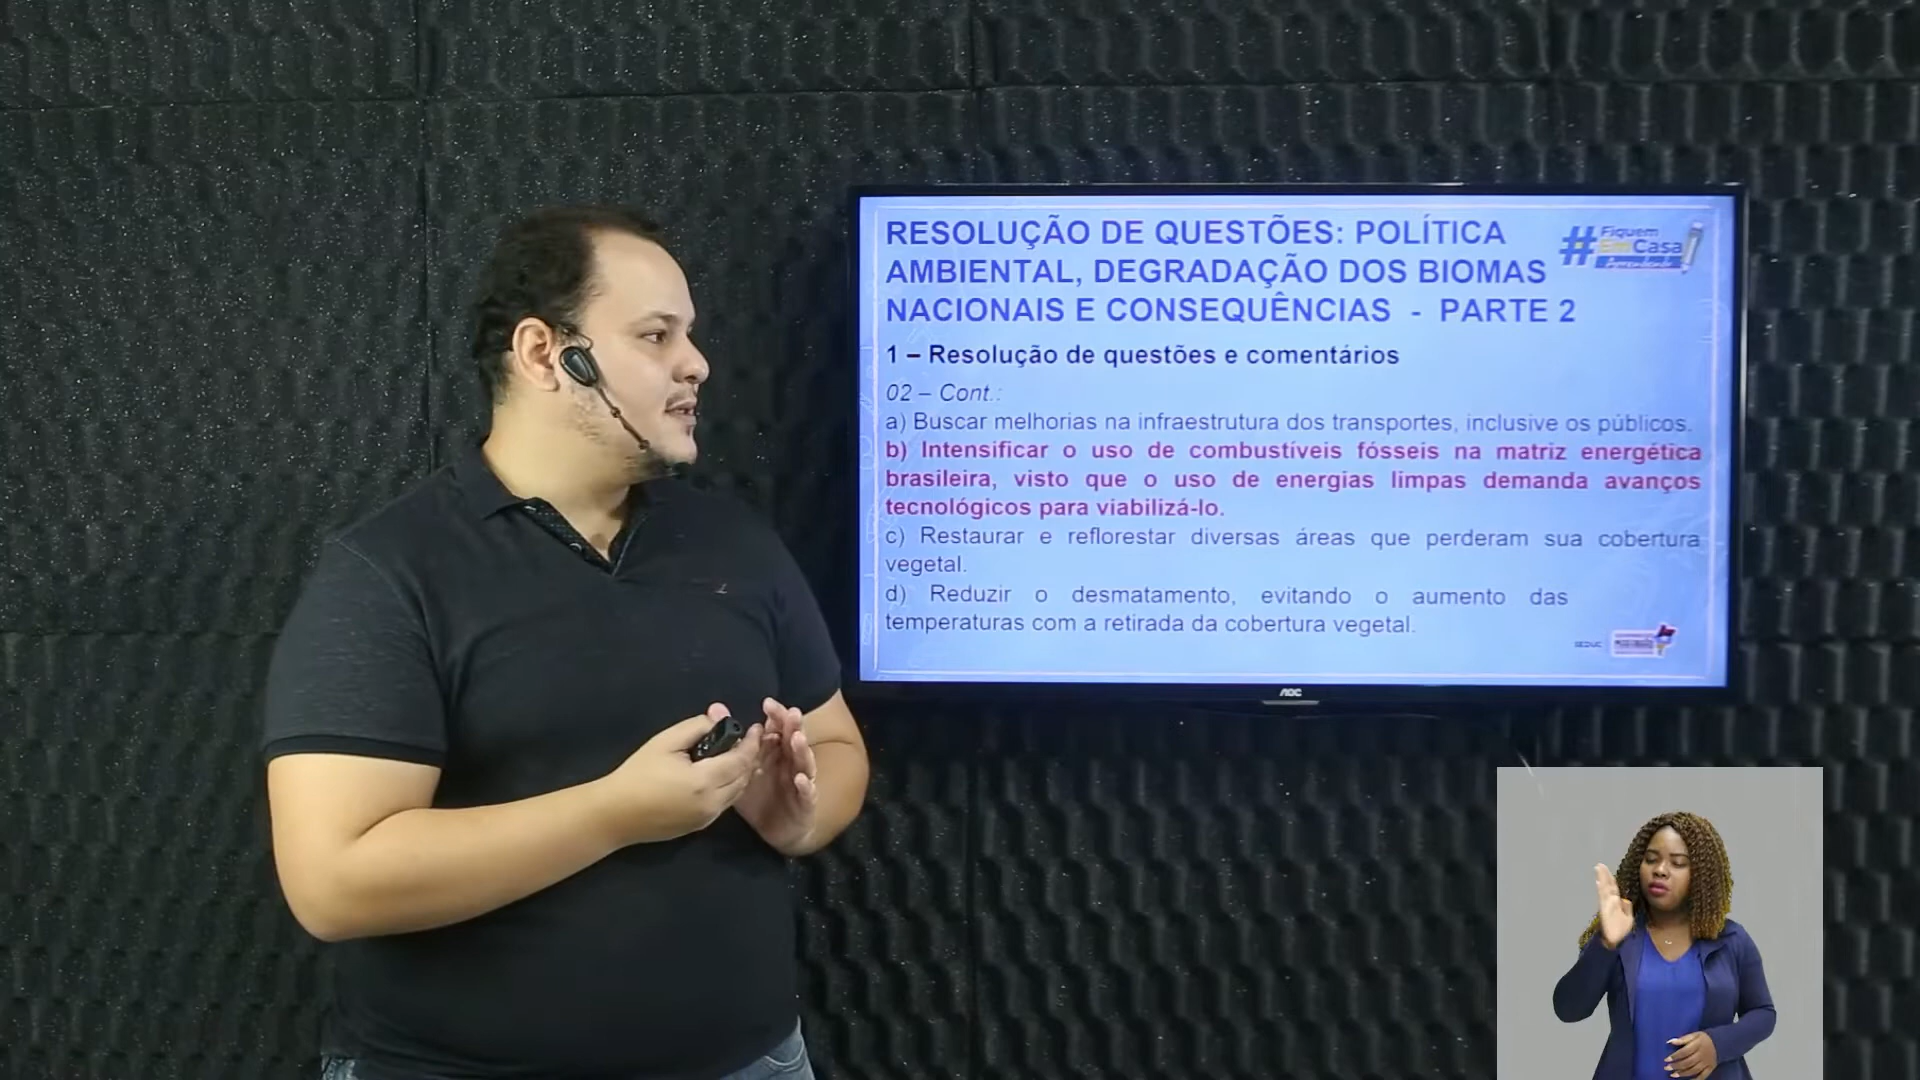 RESOLUÇÃO DE QUESTÕES: POLÍTICA
AMBIENTAL, DEGRADAÇÃO DOS BIOMAS
NACIONAIS E CONSEQUÊNCIAS - PARTE 2
#Fiquem
EmCasa
1 – Resolução de questões e comentários
02 – Cont.:
a) Buscar melhorias na infraestrutura dos transportes, inclusive os públicos.
b) Intensificar o uso de combustíveis fósseis na matriz energética
brasileira, visto que o uso de energias limpas demanda avanços
tecnológicos para viabilizá-lo.
c) Restaurar e reflorestar diversas áreas que perderam sua cobertura
vegetal.
d) Reduzir o desmatamento, evitando o aumento das
temperaturas com a retirada da cobertura vegetal.
SEDUC
AOC